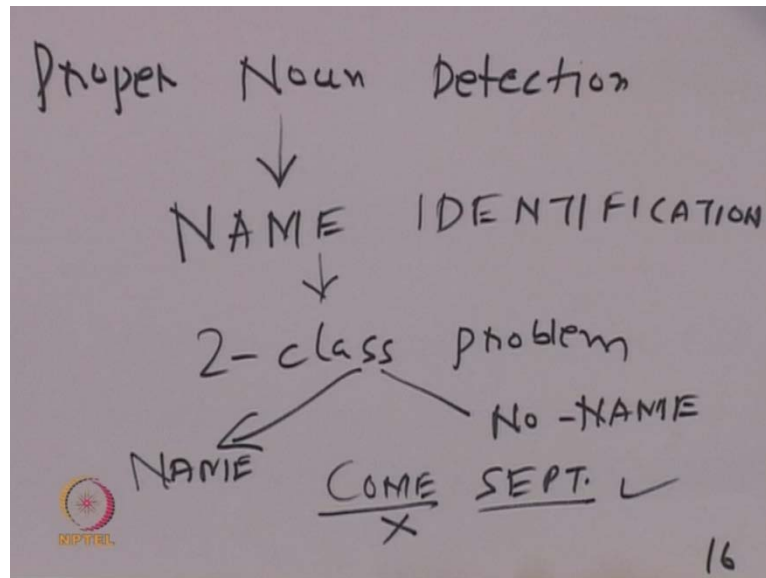 Proper Noun Detection
NAME IDENTIFICATION
2-class problem
No-NAME
NAME
COME SEPT. ✓
X
NPTEL
16